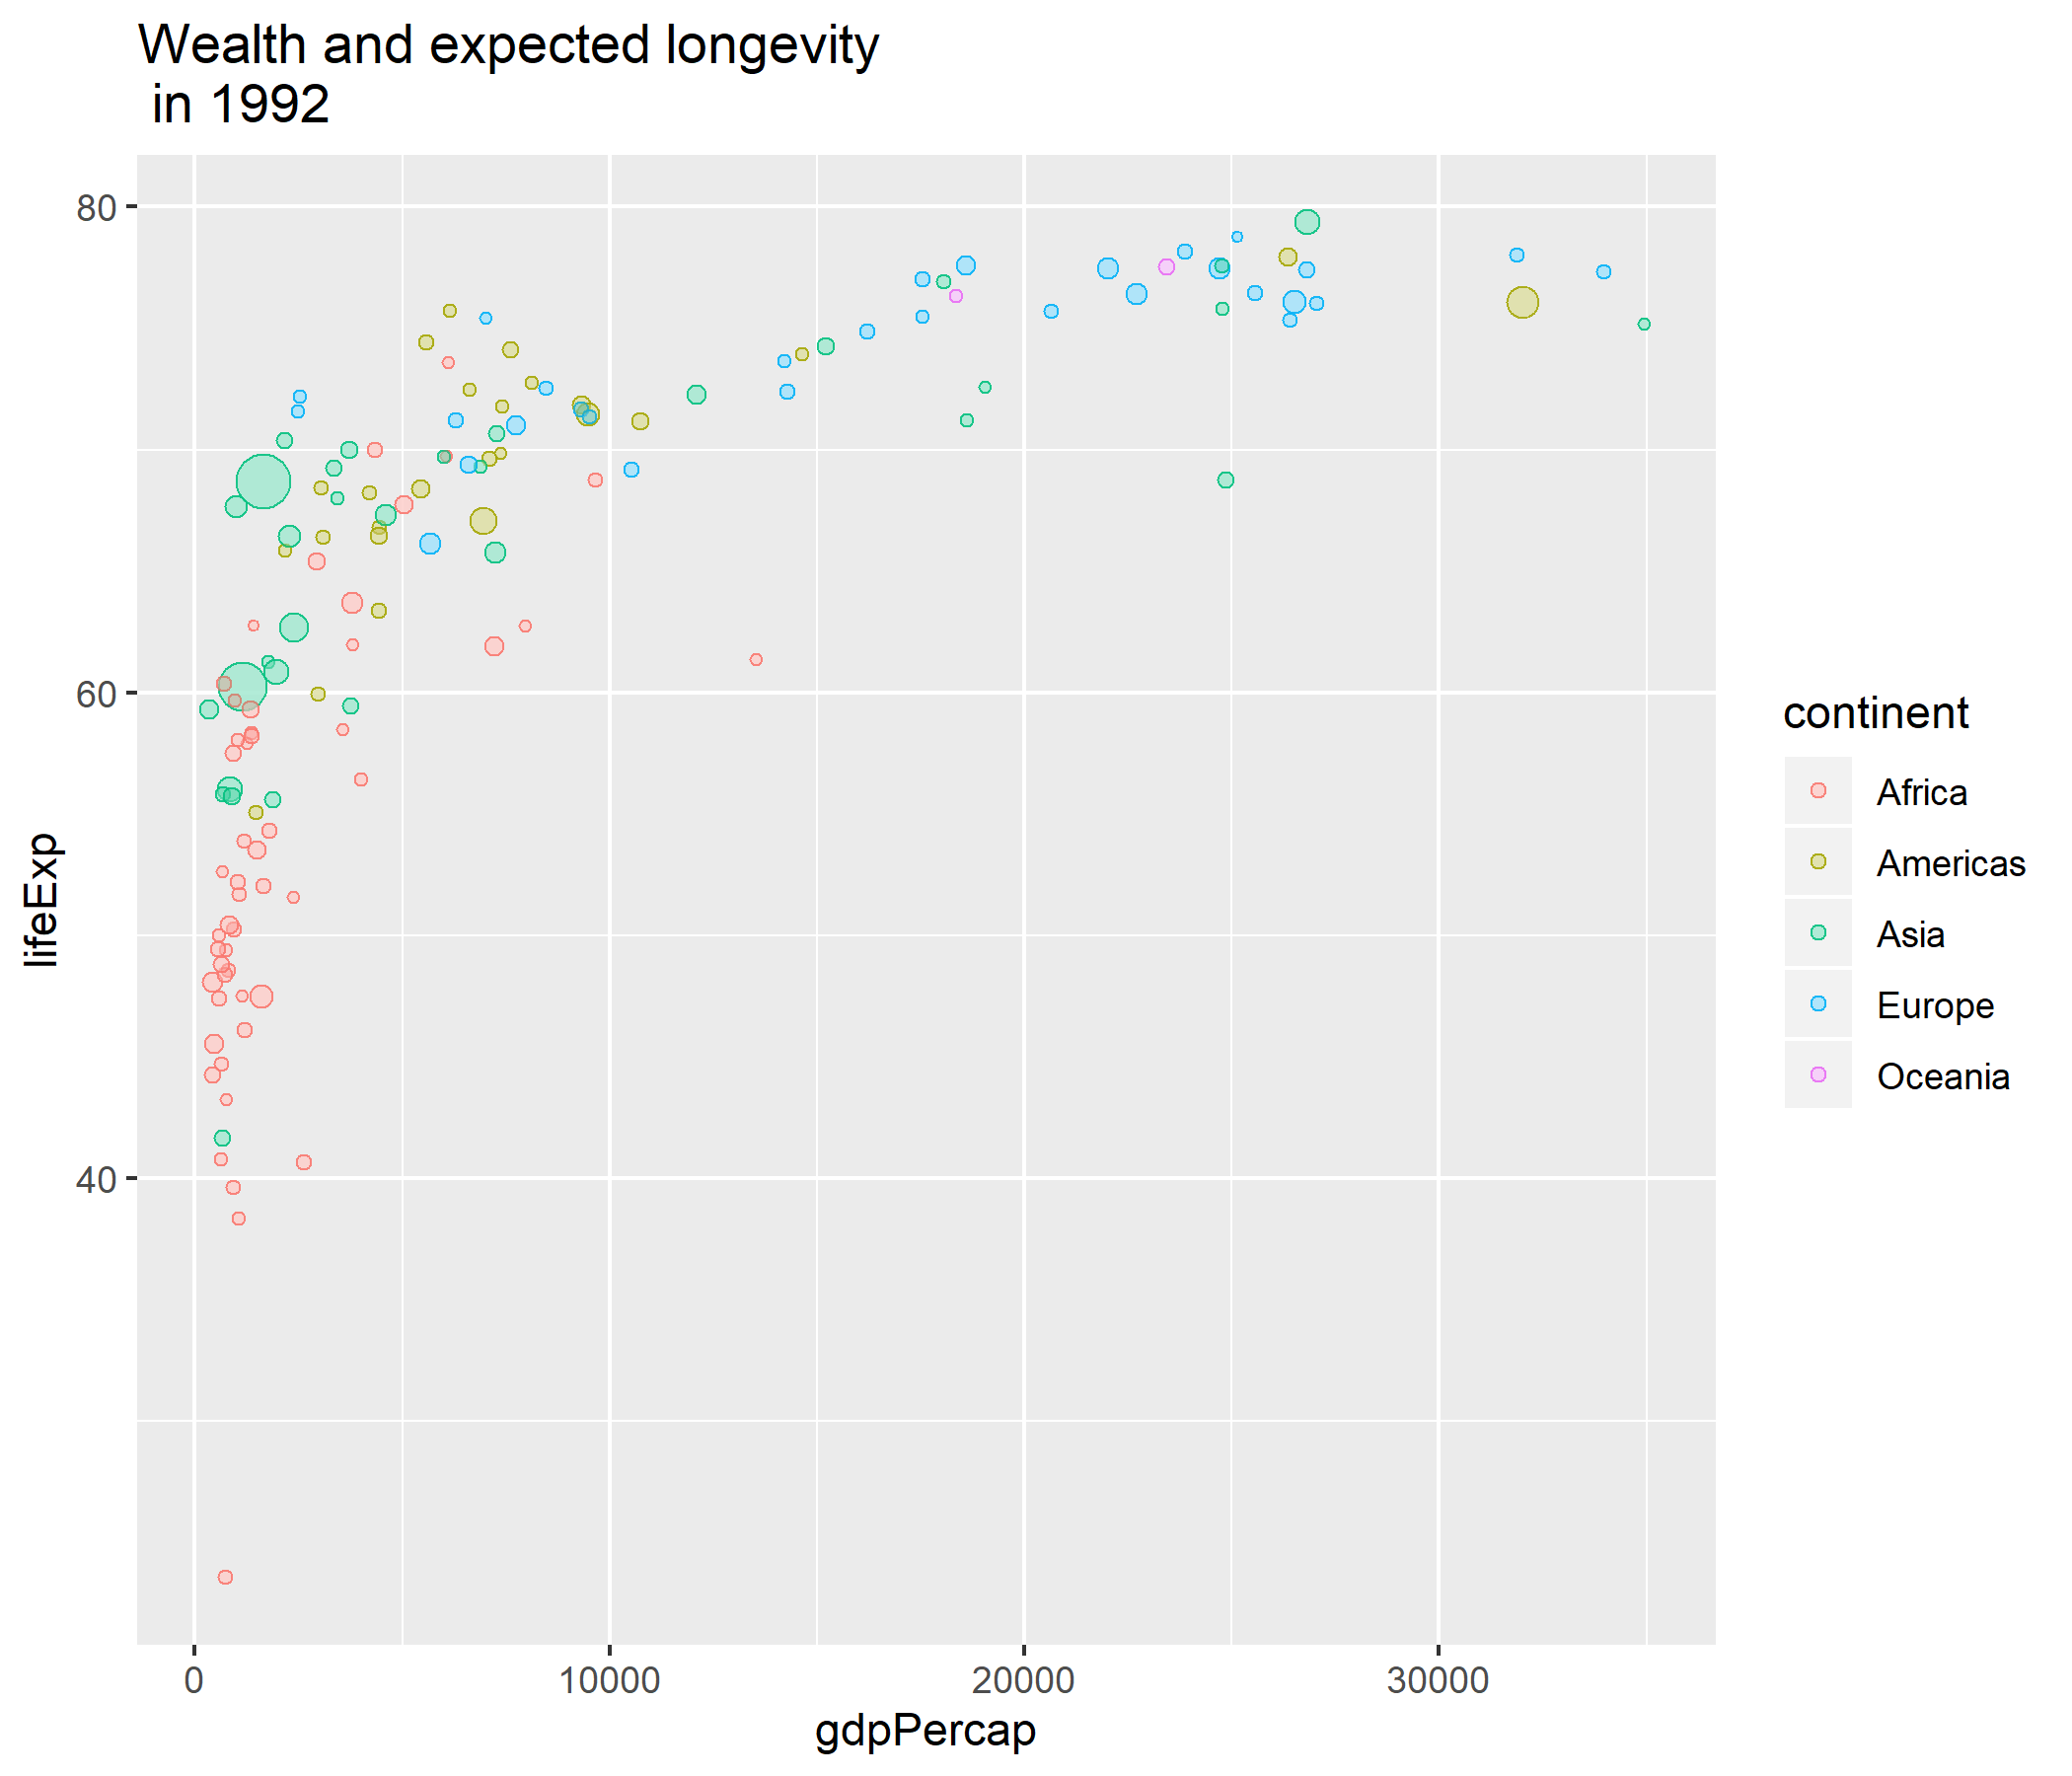 Wealth and expected longevity
in 1992
80
60
40
lifeExp
0 10000 20000 30000
gdpPercap
continent
Africa
Americas
Asia
Europe
Oceania